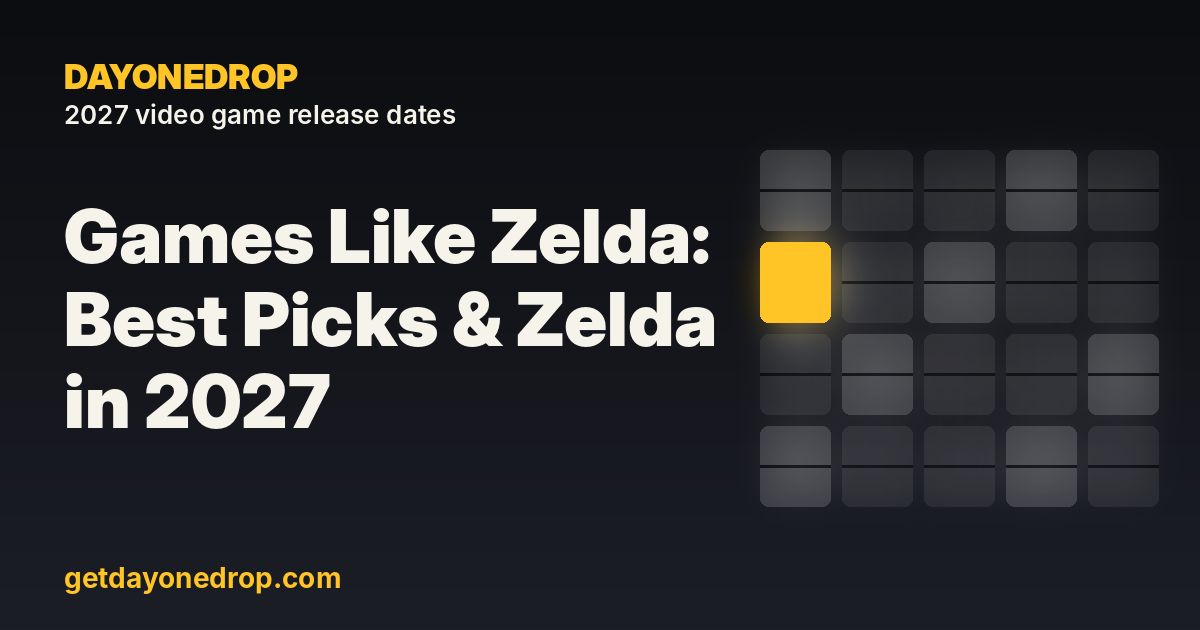 DAYONEDROP
2027 video game release dates
Games Like Zelda:
Best Picks & Zelda
in 2027
getdayonedrop.com